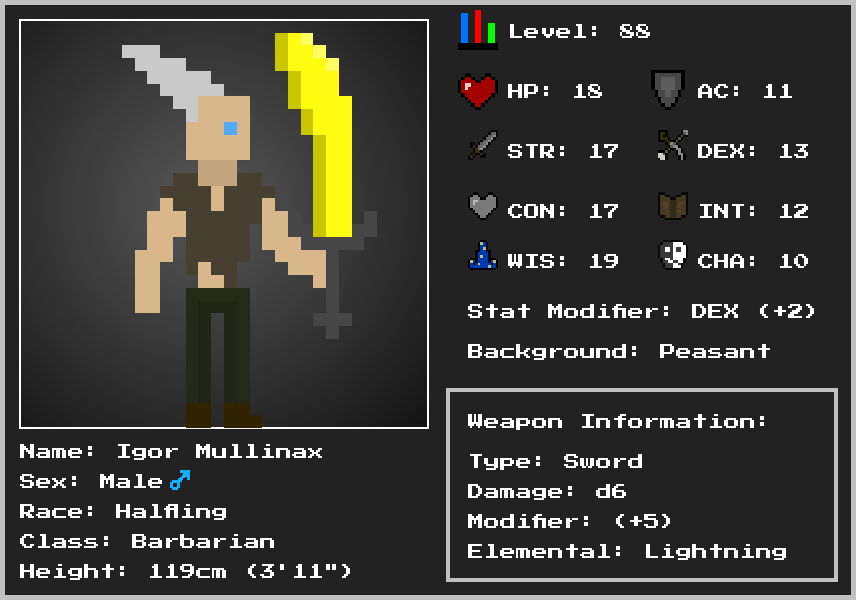 Level: 88
HP: 18
AC: 11
STR: 17
DEX: 13
CON: 17
INT: 12
WIS: 19
CHA: 10
Stat Modifier: DEX (+2)
Background: Peasant
Name: Igor Mullinax
Sex: Male♂
Race: Halfling
Class: Barbarian
Height: 119cm (3'11")
Weapon Information:
Type: Sword
Damage: d6
Modifier: (+5)
Elemental: Lightning